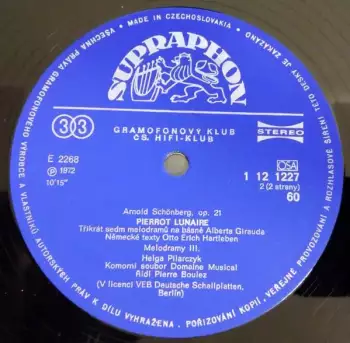 MADE IN CZECHOSLOVAKIA
VŠECHNA PRÁVA GRAMOFONOVÉHO VÝROBCE A VLASTNÍKŮ AUTORSKÝCH PRÁV K DÍLU VYHRAŽENA. POŘIZOVÁNÍ KOPIÍ, VEŘEJNÉ PROVOZOVÁNÍ A ROZHLASOVÉ ŠÍŘENÍ TÉTO DESKY JE ZAKÁZÁNO
SUPRAPHON
33
GRAMOFONOVÝ KLUB
ČS. HIFI-KLUB
STEREO
E 2268
℗ 1972
10'15"
OSA
1 12 1227
2 (2 strany)
60
Arnold Schönberg, op. 21
PIERROT LUNAIRE
Třikrát sedm melodramů na básně Alberta Girauda
Německé texty Otto Erich Hartleben
Melodramy III.
Helga Pilarczyk
Komorní soubor Domaine Musical
Řídí Pierre Boulez
(V licenci VEB Deutsche Schallplatten,
Berlín)